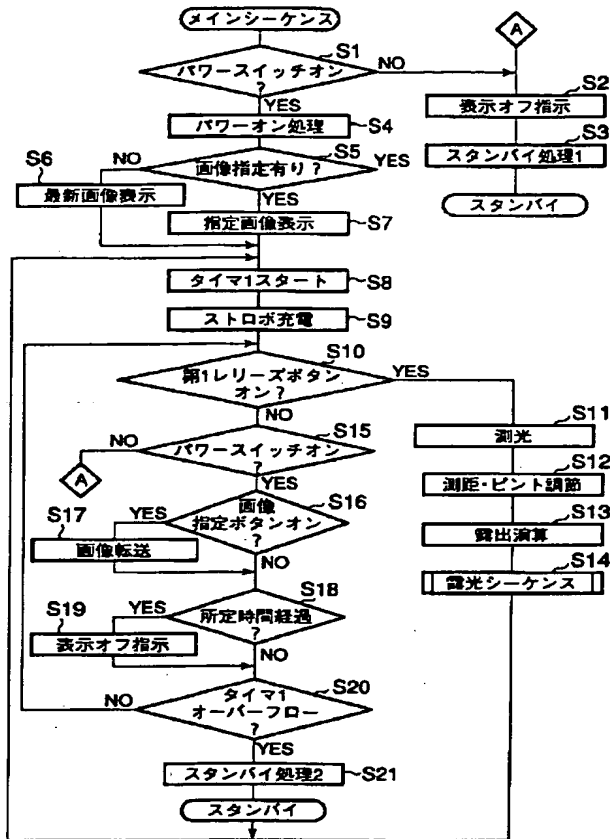 メインシーケンス
S1
パワースイッチオン
?
NO
YES
A
S2
表示オフ指示
S3
スタンバイ処理1
スタンバイ
パワーオン処理
S4
S5
画像指定有り?
NO
YES
YES
S6
最新画像表示
指定画像表示
S7
タイマ1スタート
S8
ストロボ充電
S9
S10
第1レリーズボタン
オン?
YES
NO
S11
測光
S12
測距・ピント調節
S13
露出演算
S14
露光シーケンス
S15
パワースイッチオン
?
NO
A
YES
S16
画像
指定ボタンオン
?
YES
S17
画像転送
NO
S18
所定時間経過
?
YES
S19
表示オフ指示
NO
S20
タイマ1
オーバーフロー
?
NO
YES
スタンバイ処理2
S21
スタンバイ